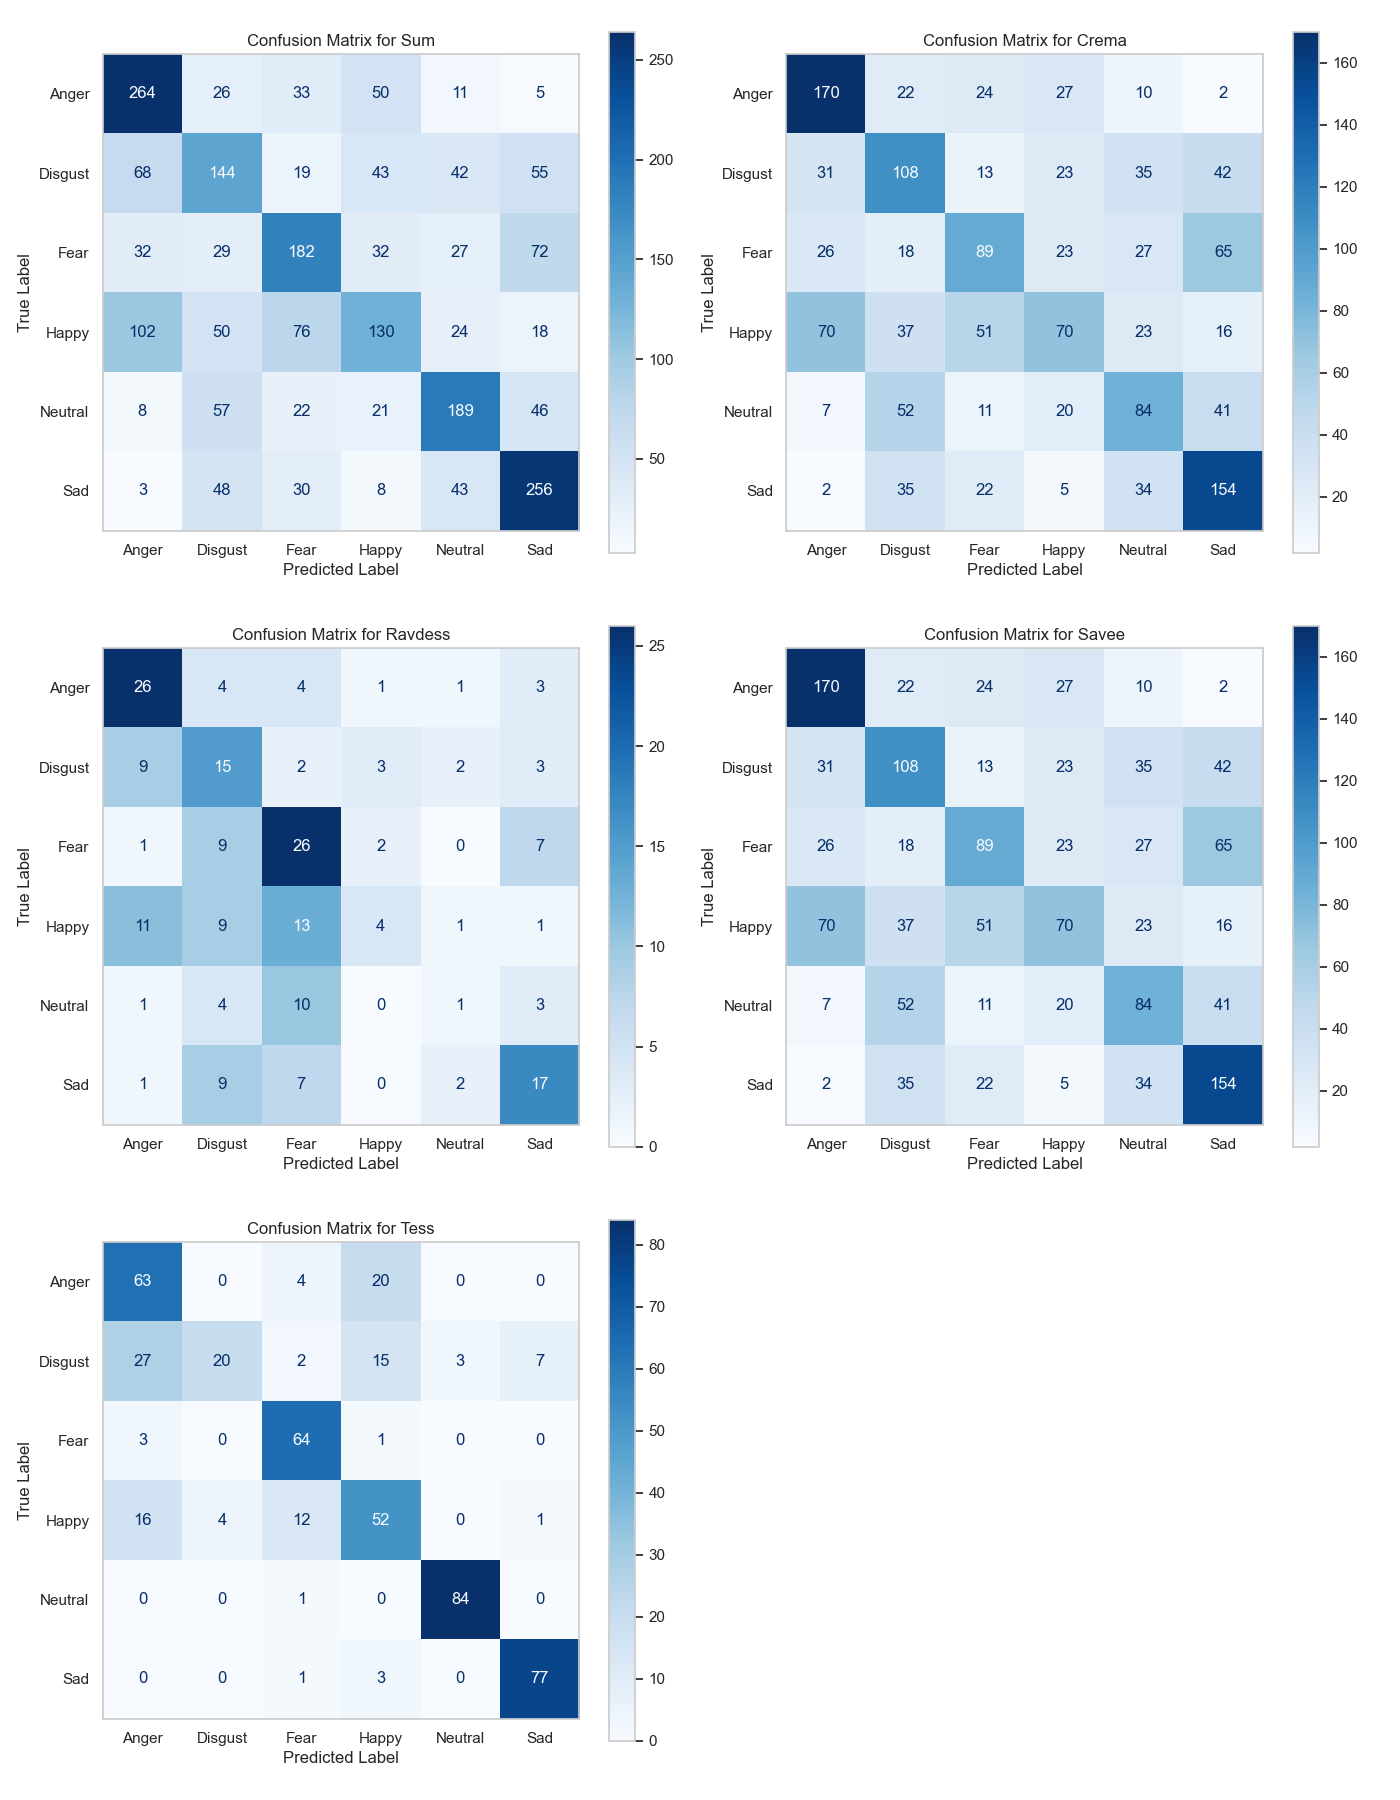 Confusion Matrix for Sum
True Label
Anger 264 26 33 50 11 5
Disgust 68 144 19 43 42 55
Fear 32 29 182 32 27 72
Happy 102 50 76 130 24 18
Neutral 8 57 22 21 189 46
Sad 3 48 30 8 43 256
Anger Disgust Fear Happy Neutral Sad
Predicted Label
250
200
150
100
50
Confusion Matrix for Crema
True Label
Anger 170 22 24 27 10 2
Disgust 31 108 13 23 35 42
Fear 26 18 89 23 27 65
Happy 70 37 51 70 23 16
Neutral 7 52 11 20 84 41
Sad 2 35 22 5 34 154
Anger Disgust Fear Happy Neutral Sad
Predicted Label
160
140
120
100
80
60
40
20
Confusion Matrix for Ravdess
True Label
Anger 26 4 4 1 1 3
Disgust 9 15 2 3 2 3
Fear 1 9 26 2 0 7
Happy 11 9 13 4 1 1
Neutral 1 4 10 0 1 3
Sad 1 9 7 0 2 17
Anger Disgust Fear Happy Neutral Sad
Predicted Label
25
20
15
10
5
0
Confusion Matrix for Savee
True Label
Anger 170 22 24 27 10 2
Disgust 31 108 13 23 35 42
Fear 26 18 89 23 27 65
Happy 70 37 51 70 23 16
Neutral 7 52 11 20 84 41
Sad 2 35 22 5 34 154
Anger Disgust Fear Happy Neutral Sad
Predicted Label
160
140
120
100
80
60
40
20
Confusion Matrix for Tess
True Label
Anger 63 0 4 20 0 0
Disgust 27 20 2 15 3 7
Fear 3 0 64 1 0 0
Happy 16 4 12 52 0 1
Neutral 0 0 1 0 84 0
Sad 0 0 1 3 0 77
Anger Disgust Fear Happy Neutral Sad
Predicted Label
80
70
60
50
40
30
20
10
0